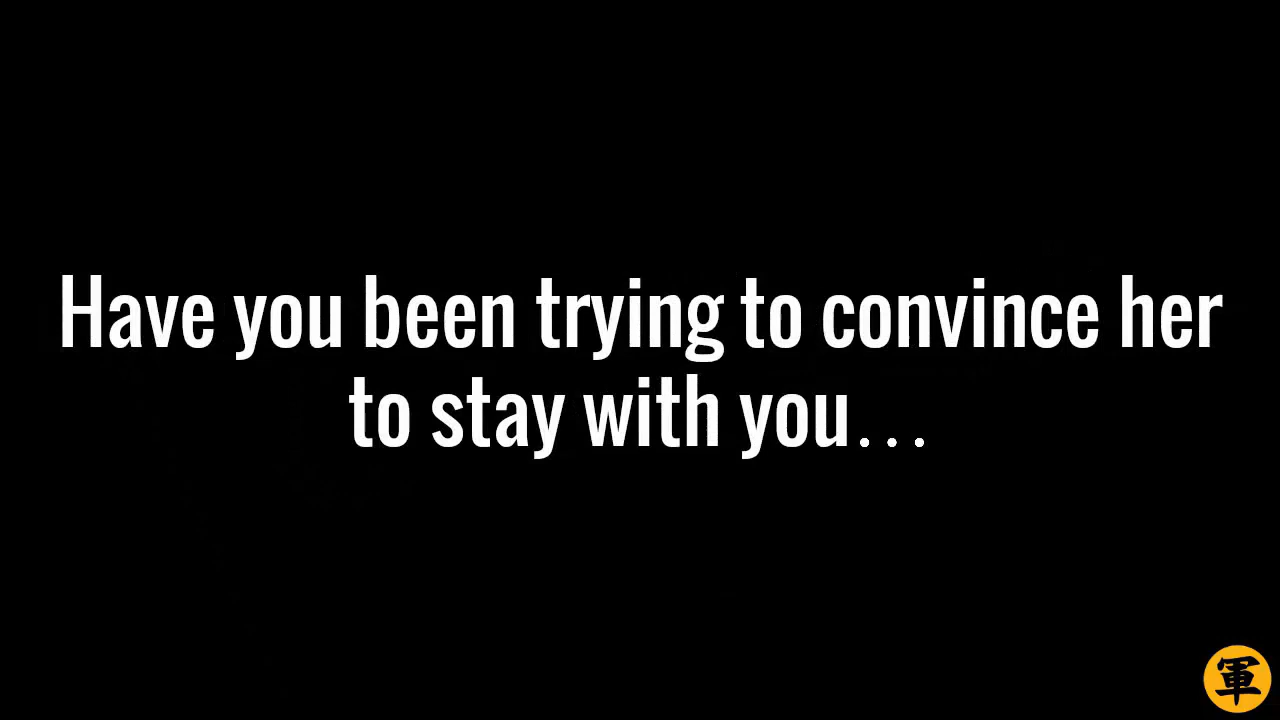 Have you been trying to convince her
to stay with you...
軍